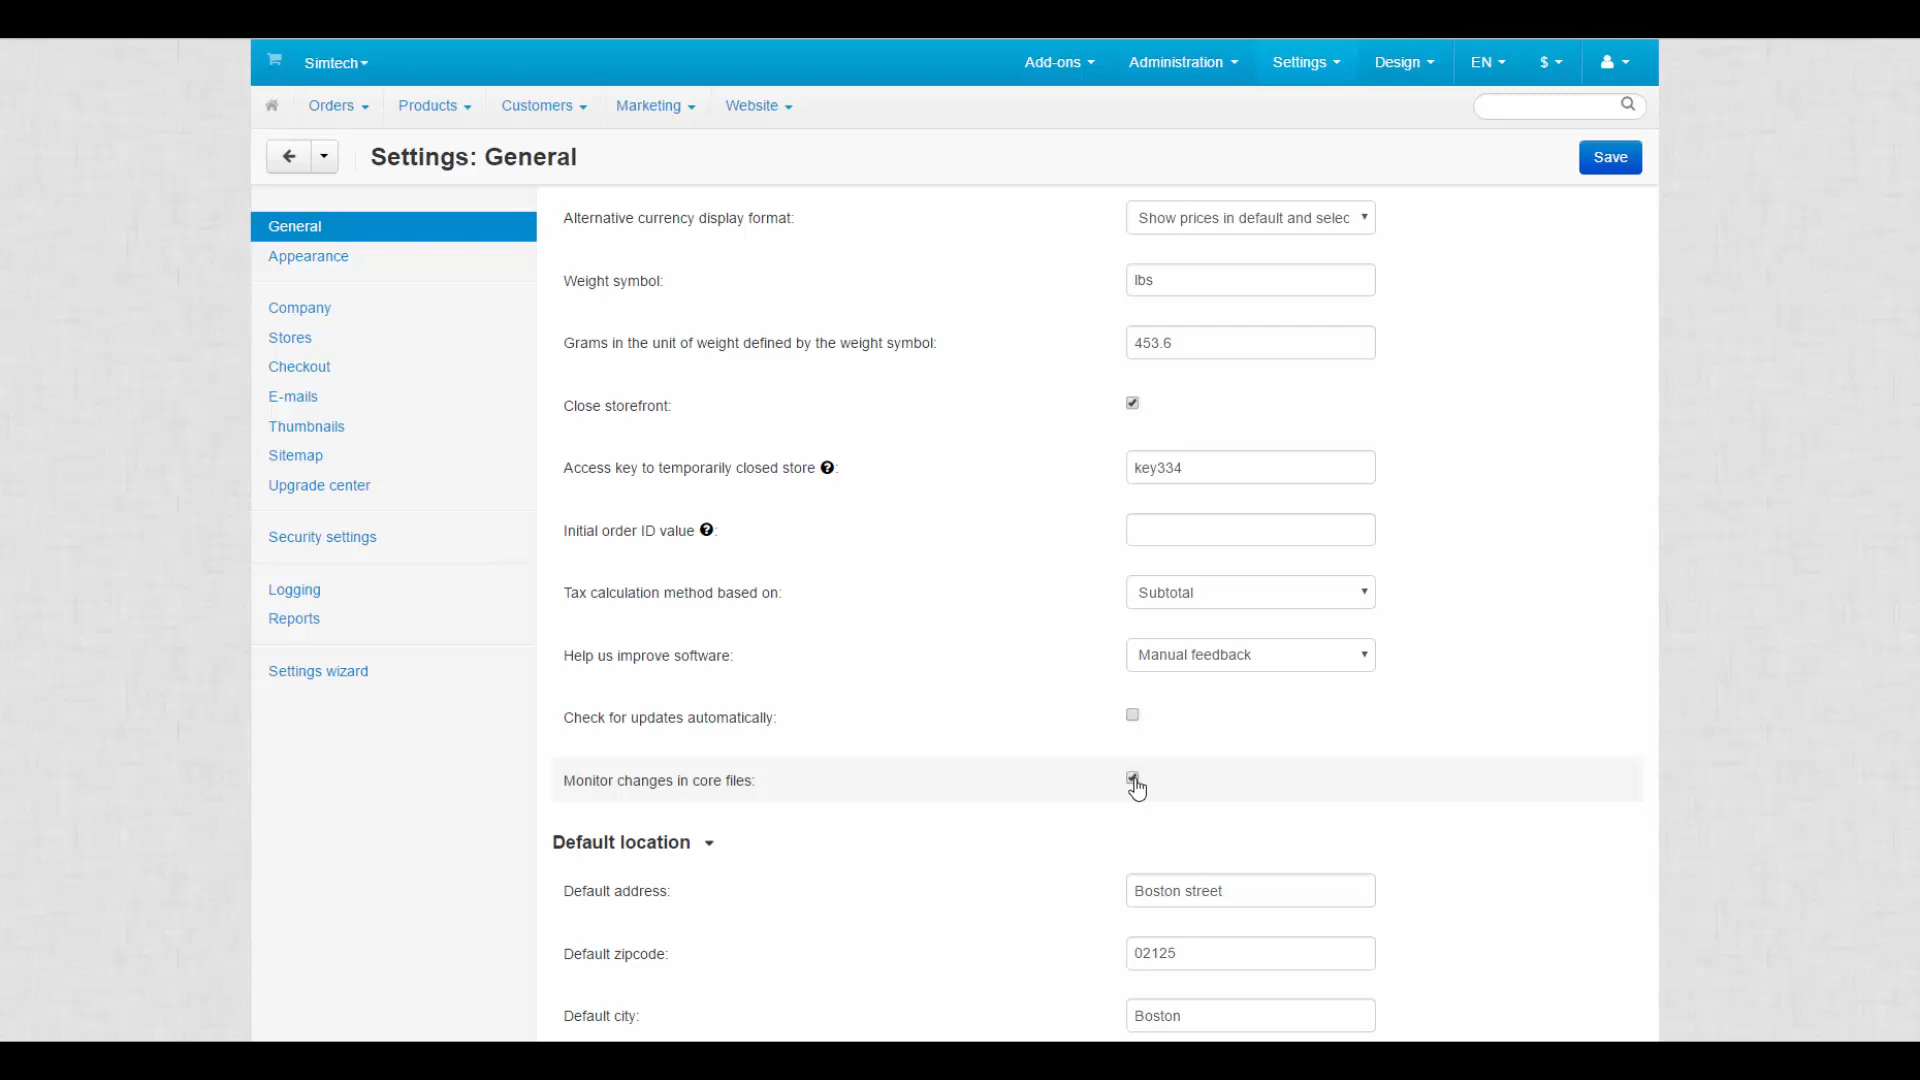 Simtech
Add-ons
Administration
Settings
Design
EN
$
Orders
Products
Customers
Marketing
Website
Settings: General
Save
General
Appearance
Company
Stores
Checkout
E-mails
Thumbnails
Sitemap
Upgrade center
Security settings
Logging
Reports
Settings wizard
Alternative currency display format:
Show prices in default and selec
Weight symbol:
lbs
Grams in the unit of weight defined by the weight symbol:
453.6
Close storefront:
Access key to temporarily closed store ?:
key334
Initial order ID value ?:
Tax calculation method based on:
Subtotal
Help us improve software:
Manual feedback
Check for updates automatically:
Monitor changes in core files:
Default location
Default address:
Boston street
Default zipcode:
02125
Default city:
Boston